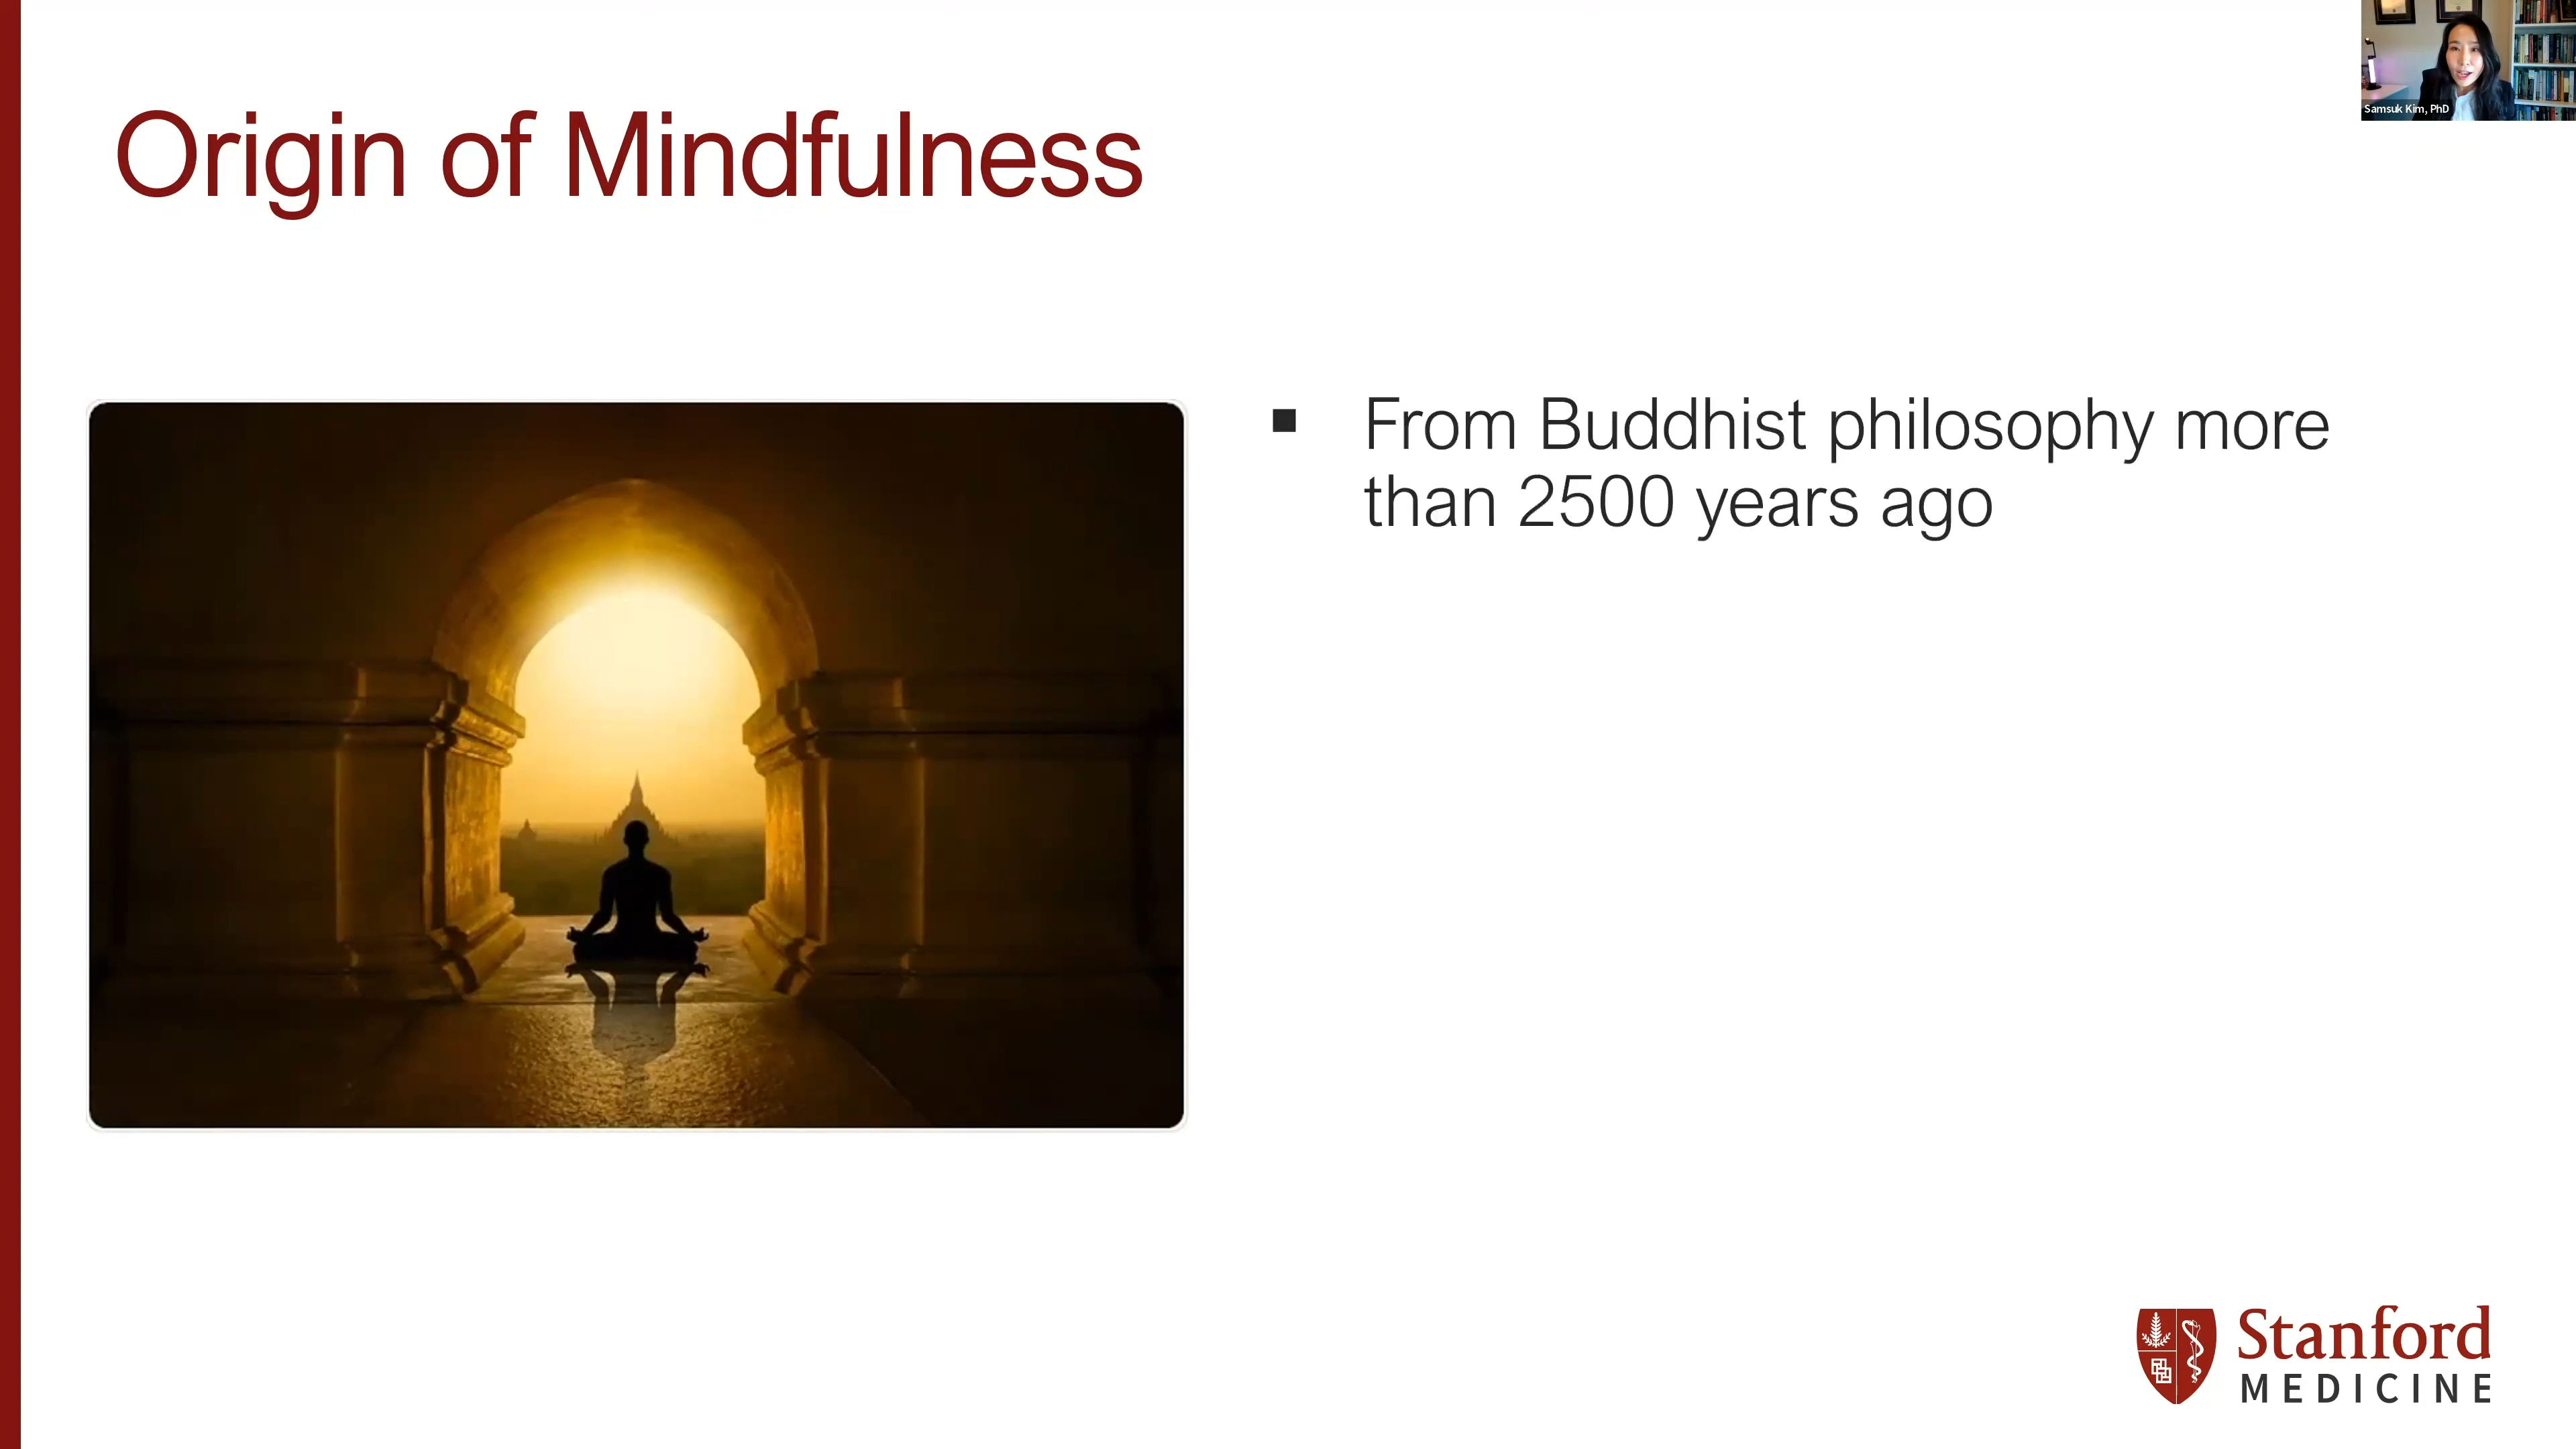 Samsuk Kim, PhD
Origin of Mindfulness
▪ From Buddhist philosophy more
than 2500 years ago
Stanford
MEDICINE